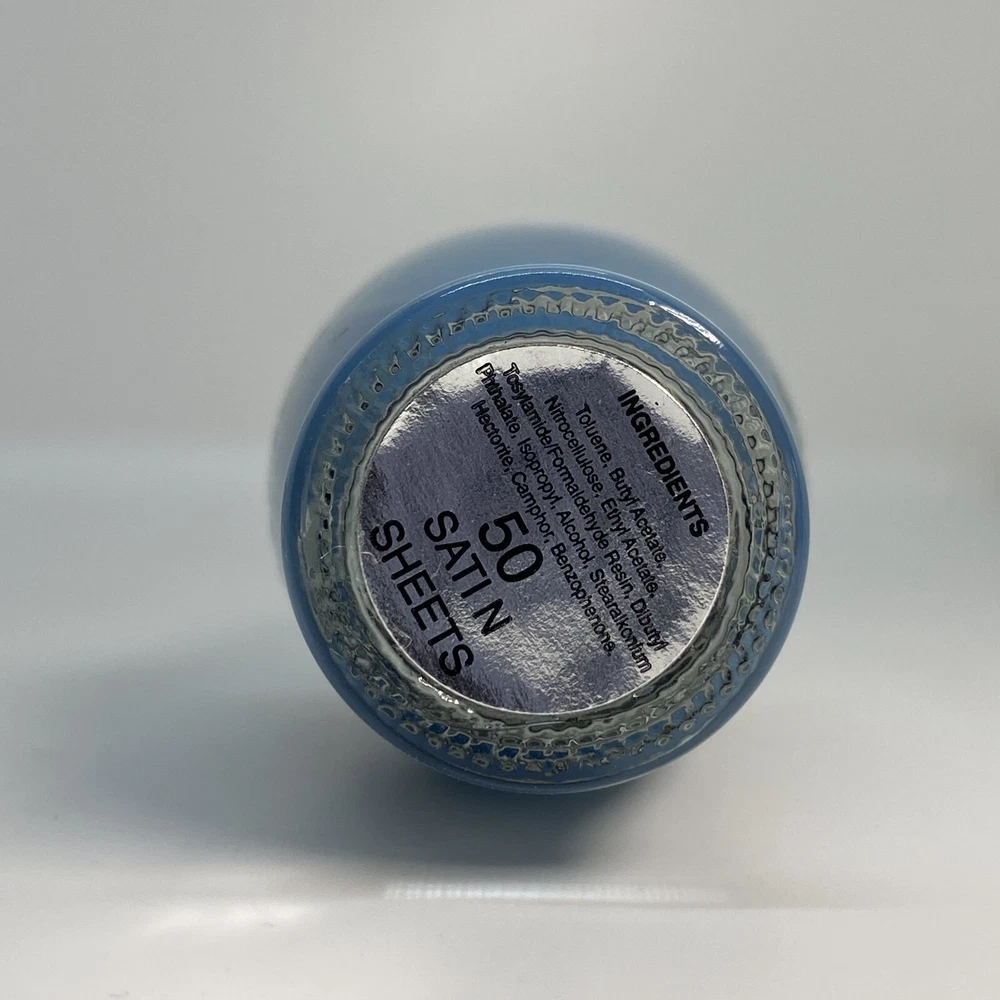 INGREDIENTS
Toluene, Butyl Acetate,
Nitrocellulose, Ethyl Acetate,
Tosylamide/Formaldehyde Resin, Dibutyl
Phthalate, Isopropyl, Alcohol, Stearalkonium
Hectorite, Camphor, Benzophenone.
50
SATI N
SHEETS